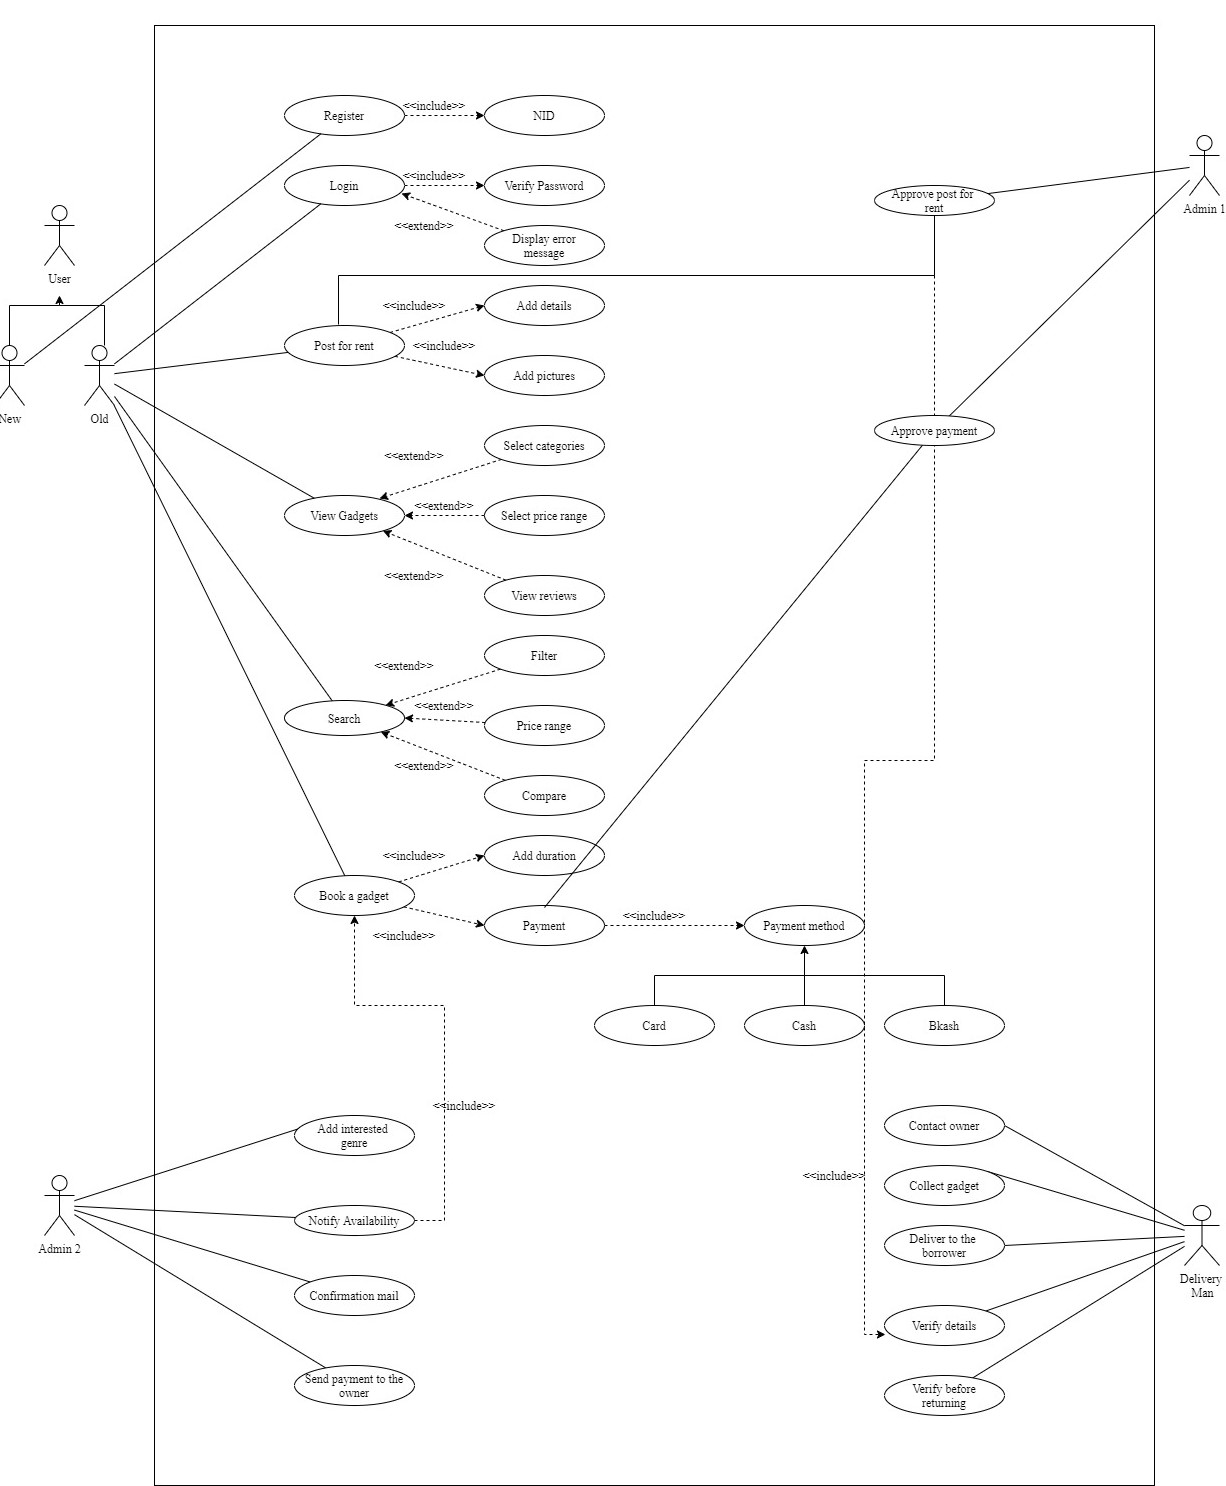 <<include>>
Register
NID
<<include>>
Login
Verify Password
<<extend>>
Display error
message
Approve post for
rent
Admin 1
User
<<include>>
Add details
Post for rent
<<include>>
Add pictures
New
Old
Approve payment
Select categories
<<extend>>
<<extend>>
View Gadgets
Select price range
<<extend>>
View reviews
Filter
<<extend>>
<<extend>>
Search
Price range
<<extend>>
Compare
<<include>>
Add duration
Book a gadget
<<include>>
Payment
<<include>>
Payment method
Card
Cash
Bkash
<<include>>
Add interested
genre
Contact owner
<<include>>
Collect gadget
Admin 2
Notify Availability
Deliver to the
borrower
Delivery
Man
Confirmation mail
Verify details
Send payment to the
owner
Verify before
returning